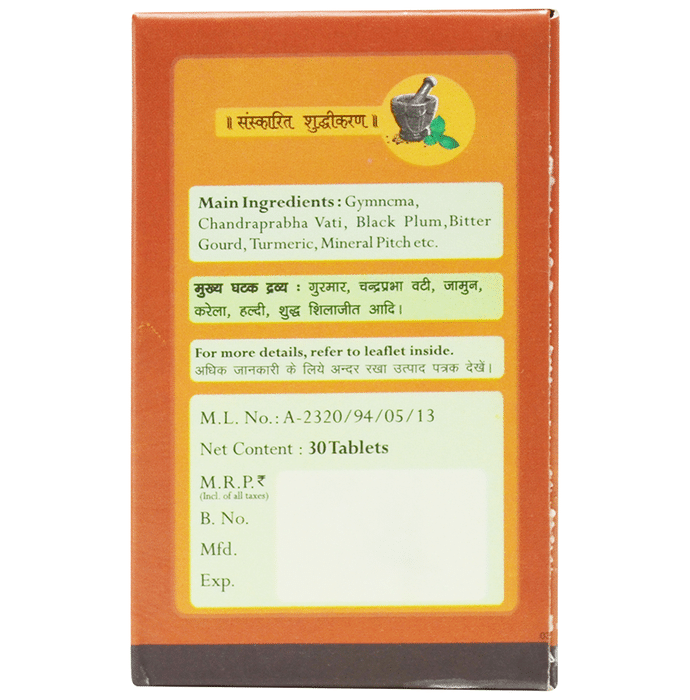 ॥ संस्कारित शुद्धीकरण ॥
Main Ingredients : Gymncma,
Chandraprabha Vati, Black Plum, Bitter
Gourd, Turmeric, Mineral Pitch etc.
मुख्य घटक द्रव्य : गुरमार, चन्द्रप्रभा वटी, जामुन,
करेला, हल्दी, शुद्ध शिलाजीत आदि।
For more details, refer to leaflet inside.
अधिक जानकारी के लिये अन्दर रखा उत्पाद पत्रक देखें।
M.L. No.: A-2320/94/05/13
Net Content : 30 Tablets
M.R.P.₹
(Incl. of all taxes)
B. No.
Mfd.
Exp.